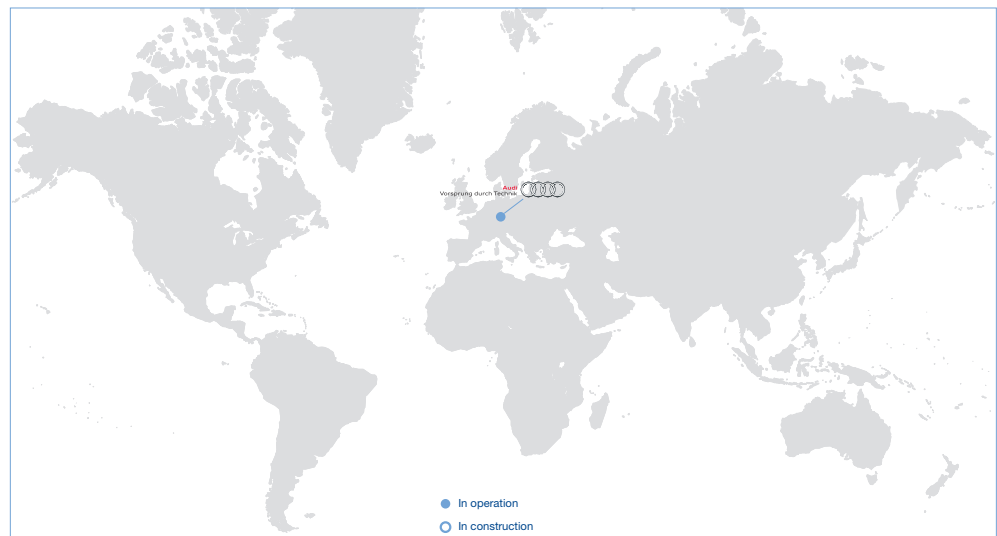 Audi
Vorsprung durch Technik
In operation
In construction